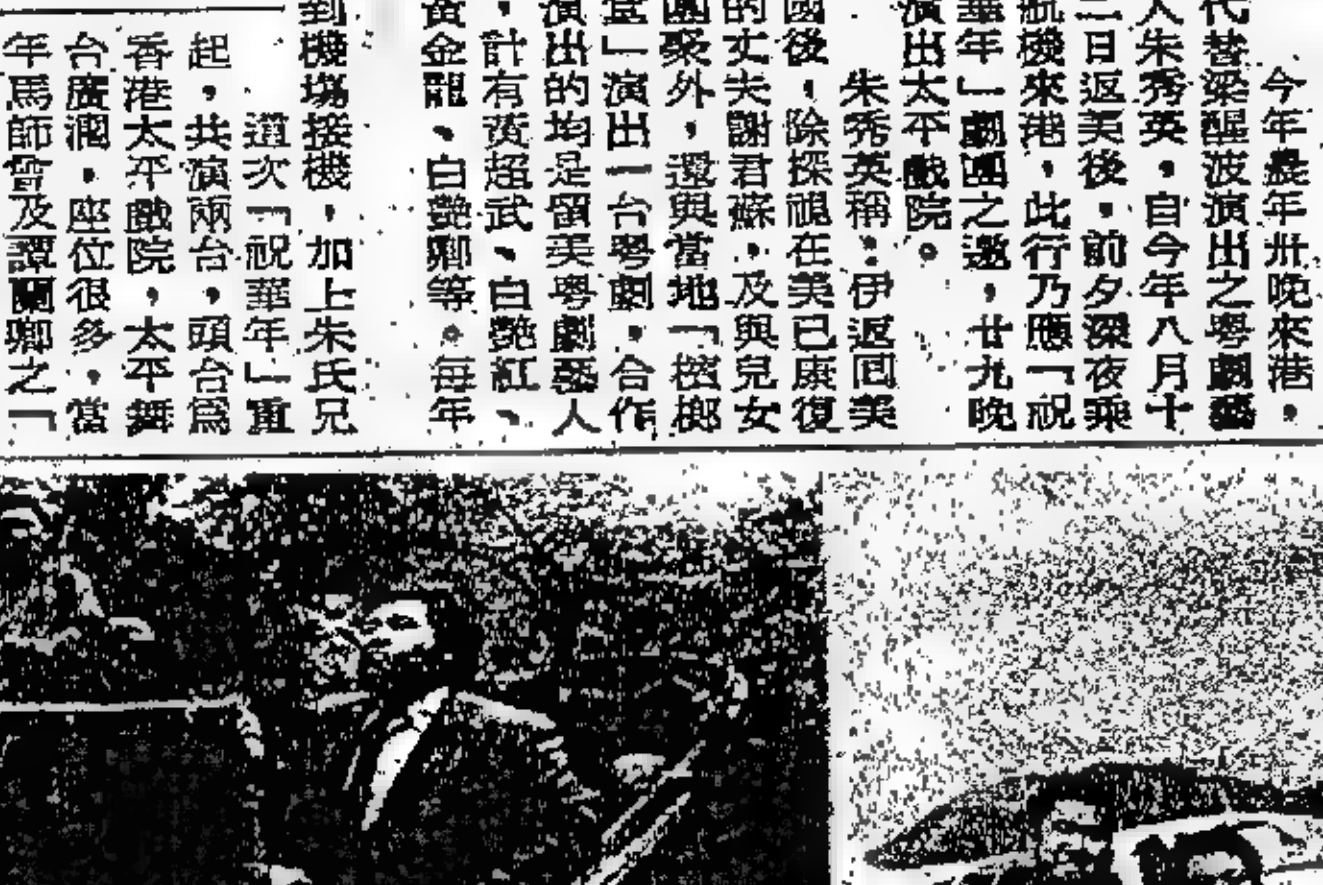 今年農年卅晚來港，
代替梁醒波演出之粵劇藝
人朱秀英，自今年八月十
二日返美後，前夕深夜乘
航機來港，此行乃應「祝
華年」劇團之邀，廿九晚
演出太平戲院。
朱秀英稱：伊返回美
國後，除探視在美已康復
的丈夫謝君蘇，及與兒女
團聚外，還與當地「檳榔
堂」演出一台粵劇，合作
演出的均是留美粵劇藝人
，計有黃超武、白艷紅、
黃金龍、白艷卿等。每年
到機塲接機，加上朱氏兄
這次「祝華年」重
起，共演兩台，頭台爲
香港太平戲院，太平舞
台廣濶，座位很多，當
年馬師曾及譚蘭卿之「